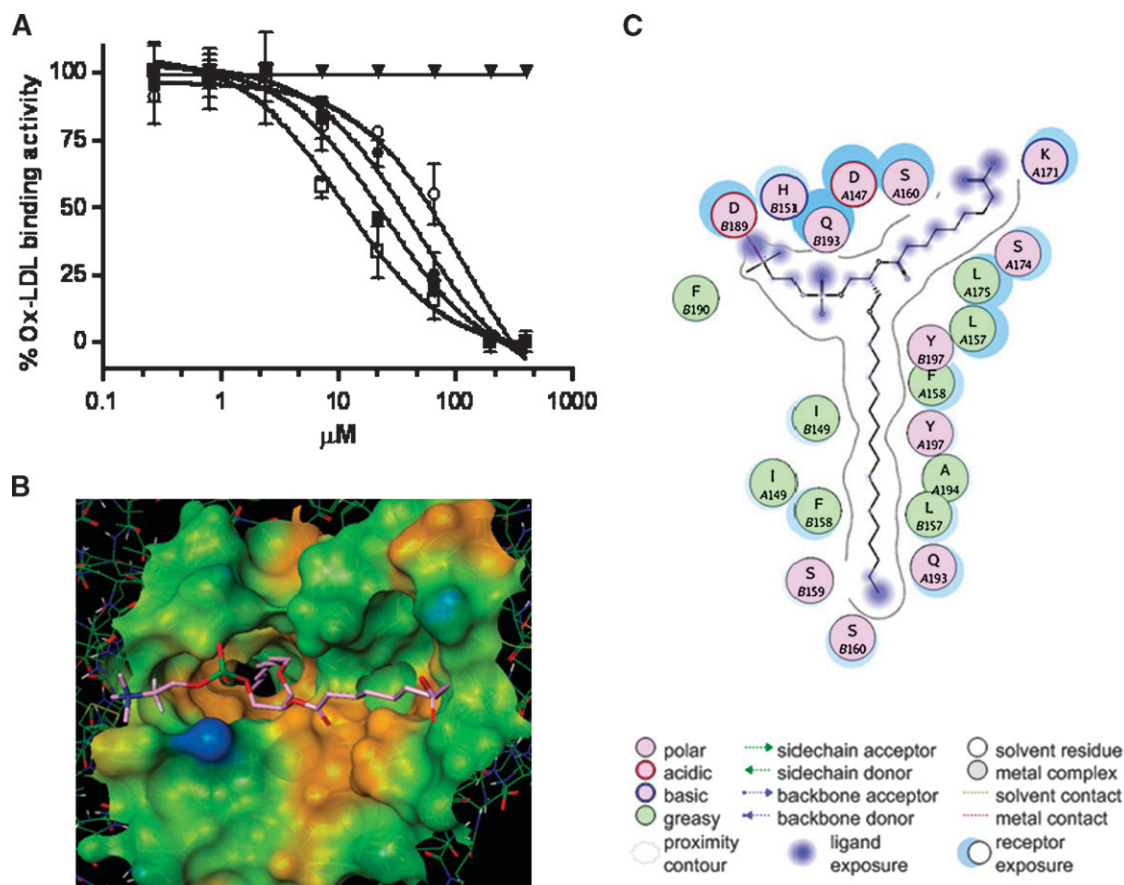 A
% Ox-LDL binding activity
100
75
50
25
0
0.1 1 10 100 1000
μM
B
C
K
A171
D
A147
S
A160
H
B151
D
B189
Q
B193
S
A174
L
A175
F
B190
L
A157
Y
B197
F
A158
I
B149
Y
A197
A
A194
I
A149
F
B158
L
B157
S
B159
Q
A193
S
B160
polar
acidic
basic
greasy
proximity
contour
sidechain acceptor
sidechain donor
backbone acceptor
backbone donor
ligand
exposure
solvent residue
metal complex
solvent contact
metal contact
receptor
exposure